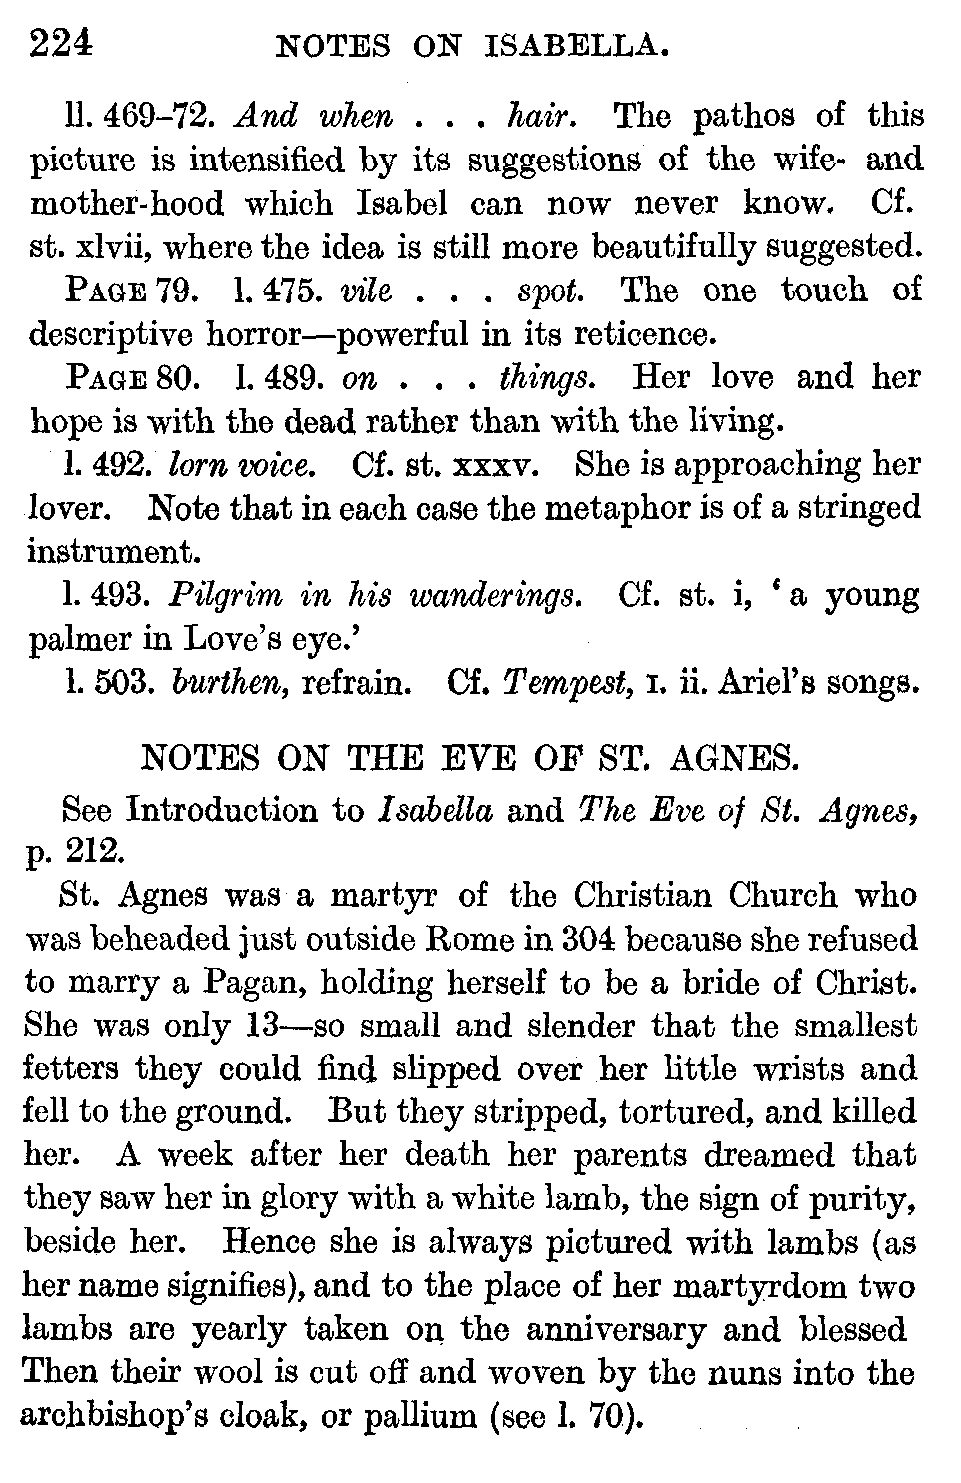 224 NOTES ON ISABELLA.
ll. 469–72. And when . . . hair. The pathos of this
picture is intensified by its suggestions of the wife- and
mother-hood which Isabel can now never know. Cf.
st. xlvii, where the idea is still more beautifully suggested.
PAGE 79. l. 475. vile . . . spot. The one touch of
descriptive horror—powerful in its reticence.
PAGE 80. l. 489. on . . . things. Her love and her
hope is with the dead rather than with the living.
l. 492. lorn voice. Cf. st. xxxv. She is approaching her
lover. Note that in each case the metaphor is of a stringed
instrument.
l. 493. Pilgrim in his wanderings. Cf. st. i, ‘a young
palmer in Love’s eye.’
l. 503. burthen, refrain. Cf. Tempest, I. ii. Ariel’s songs.
NOTES ON THE EVE OF ST. AGNES.
See Introduction to Isabella and The Eve of St. Agnes,
p. 212.
St. Agnes was a martyr of the Christian Church who
was beheaded just outside Rome in 304 because she refused
to marry a Pagan, holding herself to be a bride of Christ.
She was only 13—so small and slender that the smallest
fetters they could find slipped over her little wrists and
fell to the ground. But they stripped, tortured, and killed
her. A week after her death her parents dreamed that
they saw her in glory with a white lamb, the sign of purity,
beside her. Hence she is always pictured with lambs (as
her name signifies), and to the place of her martyrdom two
lambs are yearly taken on the anniversary and blessed
Then their wool is cut off and woven by the nuns into the
archbishop’s cloak, or pallium (see l. 70).